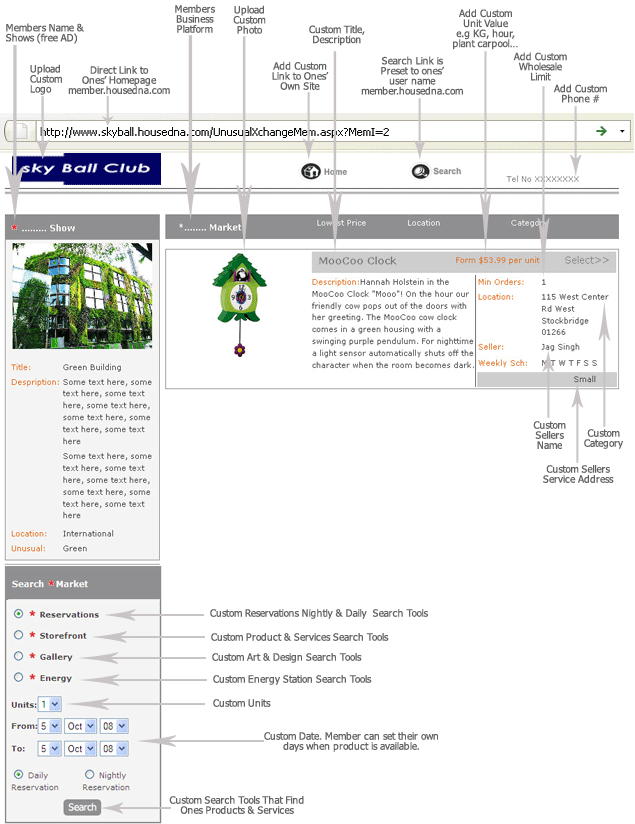 Members Name &
Shows (free AD)
Members
Business
Platform
Upload
Custom
Photo
Custom Title,
Description
Add Custom
Unit Value
e.g KG, hour,
plant carpool...
Upload
Custom
Logo
Direct Link to
Ones' Homepage
member.housedna.com
Add Custom
Link to Ones'
Own Site
Search Link is
Preset to ones'
user name
member.housedna.com
Add Custom
Wholesale
Limit
Add Custom
Phone #
http://www.skyball.housedna.com/UnusualXchangeMem.aspx?MemI=2
sky Ball Club
Home
Search
Tel No XXXXXXXX
* ......... Show
*........ Market
Lowest Price
Location
Category
MooCoo Clock
Form $53.99 per unit
Select>>
Description: Hannah Holstein in the
MooCoo Clock "Mooo"! On the hour our
friendly cow pops out of the doors with
her greeting. The MooCoo cow clock
comes in a green housing with a
swinging purple pendulum. For nighttime
a light sensor automatically shuts off the
character when the room becomes dark.
Min Orders: 1
Location: 115 West Center
Rd West
Stockbridge
01266
Seller: Jag Singh
Weekly Sch: M T W T F S S
Small
Title: Green Building
Despription: Some text here, some
text here, some text
here, some text here,
some text here, some
text here, some text
here
Some text here, some
text here, some text
here, some text here,
some text here, some
text here, some text
here
Location: International
Unusual: Green
Custom
Sellers
Name
Custom
Category
Custom Sellers
Service Address
Search *Market
* Reservations
Custom Reservations Nightly & Daily Search Tools
* Storefront
Custom Product & Services Search Tools
* Gallery
Custom Art & Design Search Tools
* Energy
Custom Energy Station Search Tools
Units: 1
Custom Units
From: 5 Oct 08
To: 5 Oct 08
Custom Date. Member can set their own
days when product is available.
Daily
Reservation
Nightly
Reservation
Search
Custom Search Tools That Find
Ones Products & Services